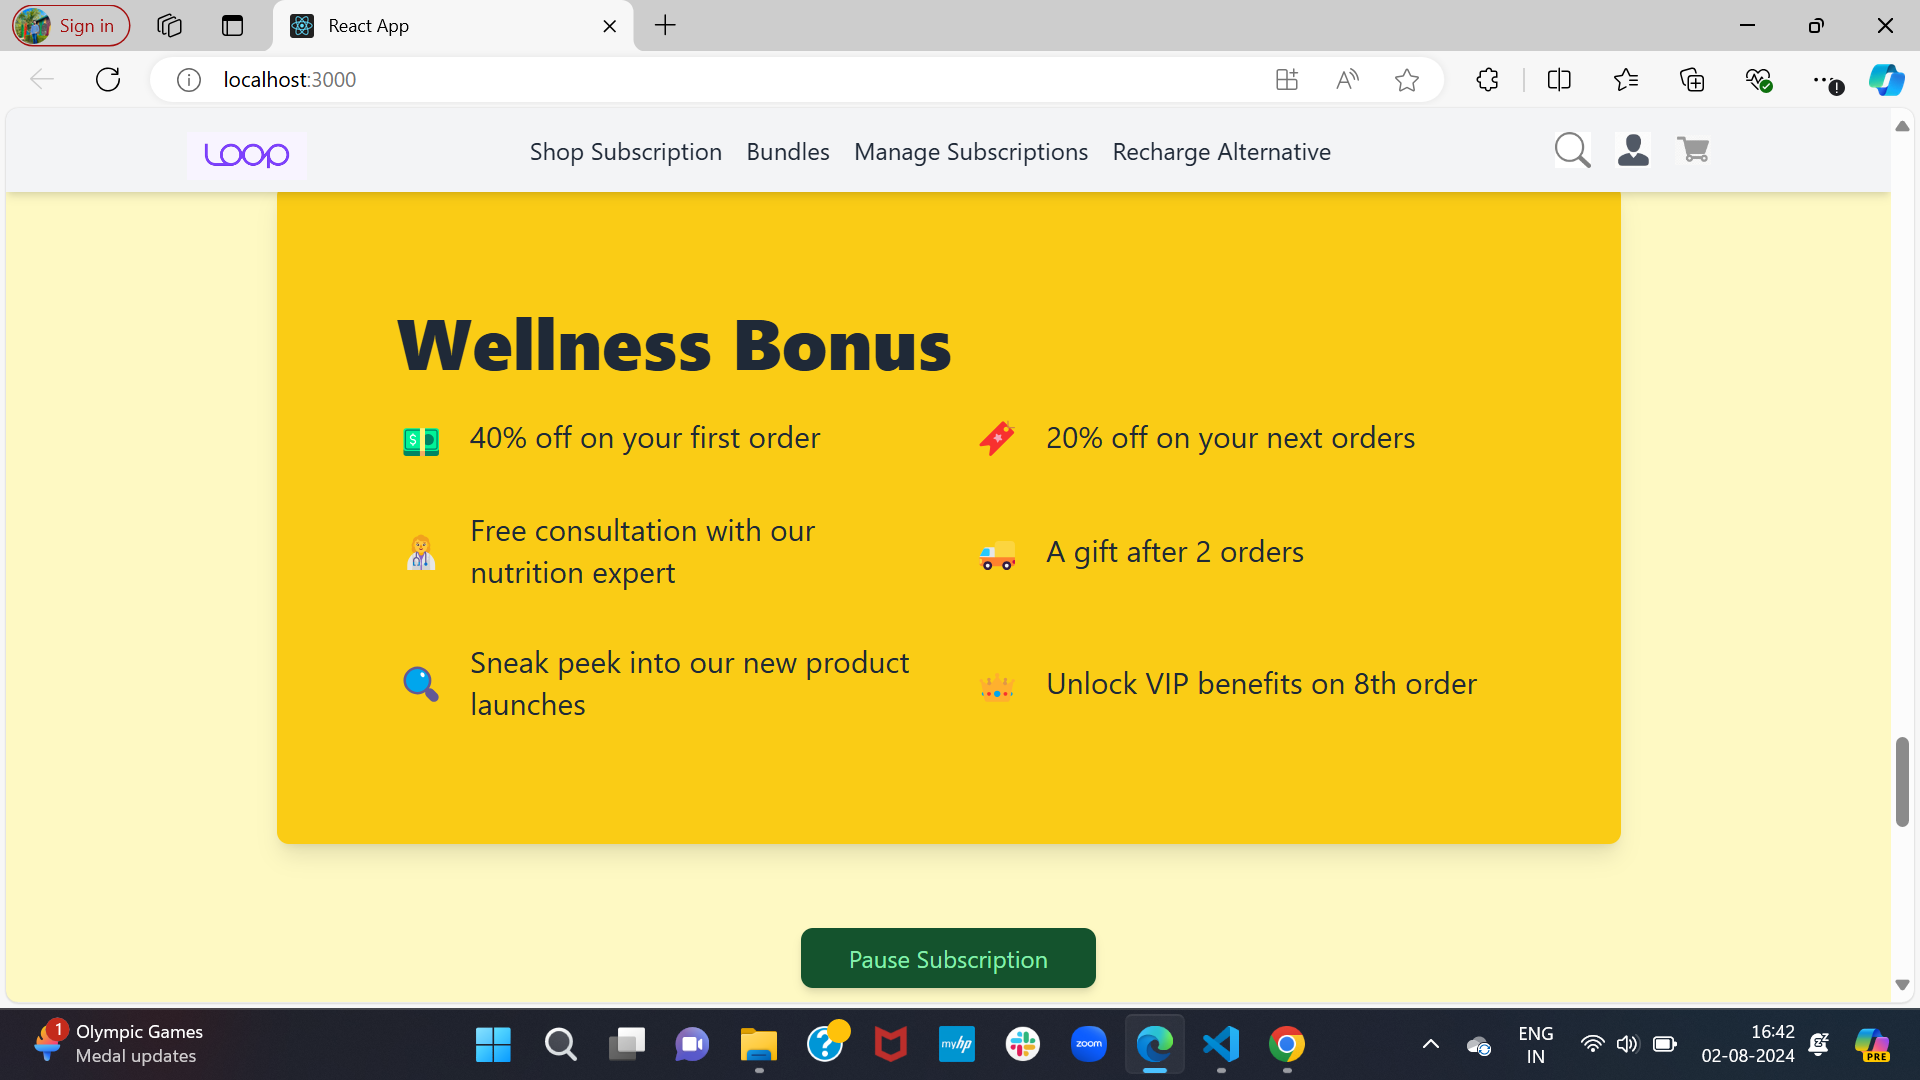 Sign in
React App
localhost:3000
LOOP
Shop Subscription Bundles Manage Subscriptions Recharge Alternative
Wellness Bonus
40% off on your first order
20% off on your next orders
Free consultation with our
nutrition expert
A gift after 2 orders
Sneak peek into our new product
launches
Unlock VIP benefits on 8th order
Pause Subscription
1
Olympic Games
Medal updates
myhp
zoom
ENG
IN
16:42
02-08-2024
PRE